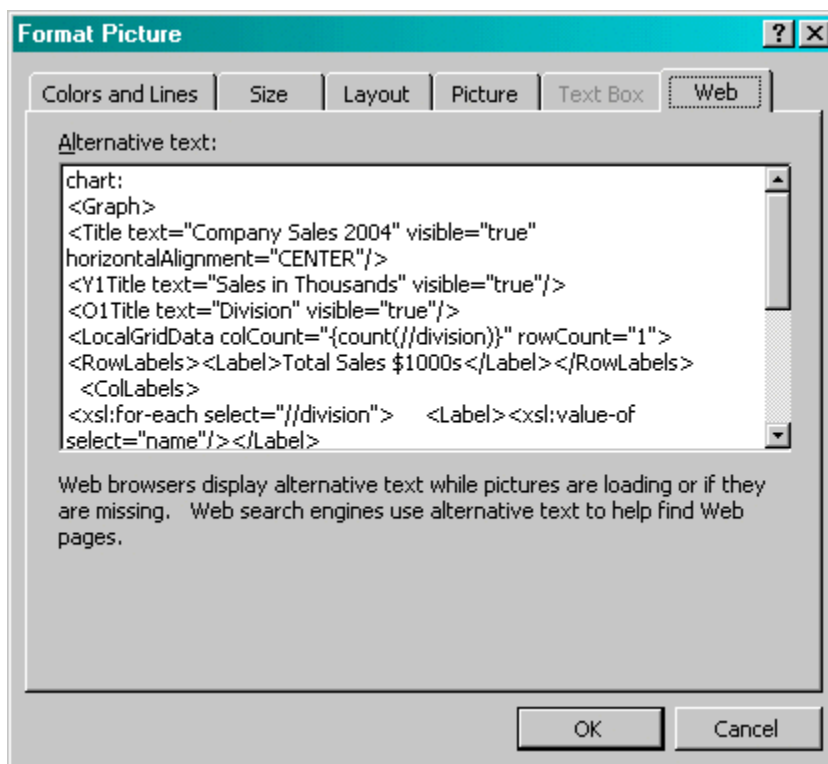 Format Picture
Colors and Lines Size Layout Picture Text Box Web
Alternative text:
chart:
<Graph>
<Title text="Company Sales 2004" visible="true"
horizontalAlignment="CENTER"/>
<Y1Title text="Sales in Thousands" visible="true"/>
<O1Title text="Division" visible="true"/>
<LocalGridData colCount="{count(//division)}" rowCount="1">
<RowLabels><Label>Total Sales $1000s</Label></RowLabels>
<ColLabels>
<xsl:for-each select="//division"> <Label><xsl:value-of
select="name"/></Label>
Web browsers display alternative text while pictures are loading or if they
are missing. Web search engines use alternative text to help find Web
pages.
OK Cancel